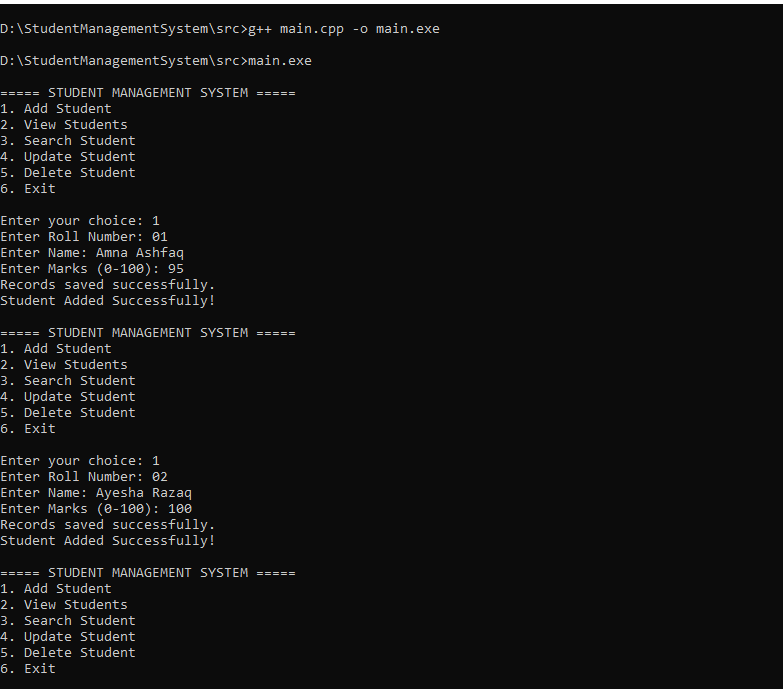 D:\StudentManagementSystem\src>g++ main.cpp -o main.exe
D:\StudentManagementSystem\src>main.exe
===== STUDENT MANAGEMENT SYSTEM =====
1. Add Student
2. View Students
3. Search Student
4. Update Student
5. Delete Student
6. Exit
Enter your choice: 1
Enter Roll Number: 01
Enter Name: Amna Ashfaq
Enter Marks (0-100): 95
Records saved successfully.
Student Added Successfully!
===== STUDENT MANAGEMENT SYSTEM =====
1. Add Student
2. View Students
3. Search Student
4. Update Student
5. Delete Student
6. Exit
Enter your choice: 1
Enter Roll Number: 02
Enter Name: Ayesha Razaq
Enter Marks (0-100): 100
Records saved successfully.
Student Added Successfully!
===== STUDENT MANAGEMENT SYSTEM =====
1. Add Student
2. View Students
3. Search Student
4. Update Student
5. Delete Student
6. Exit